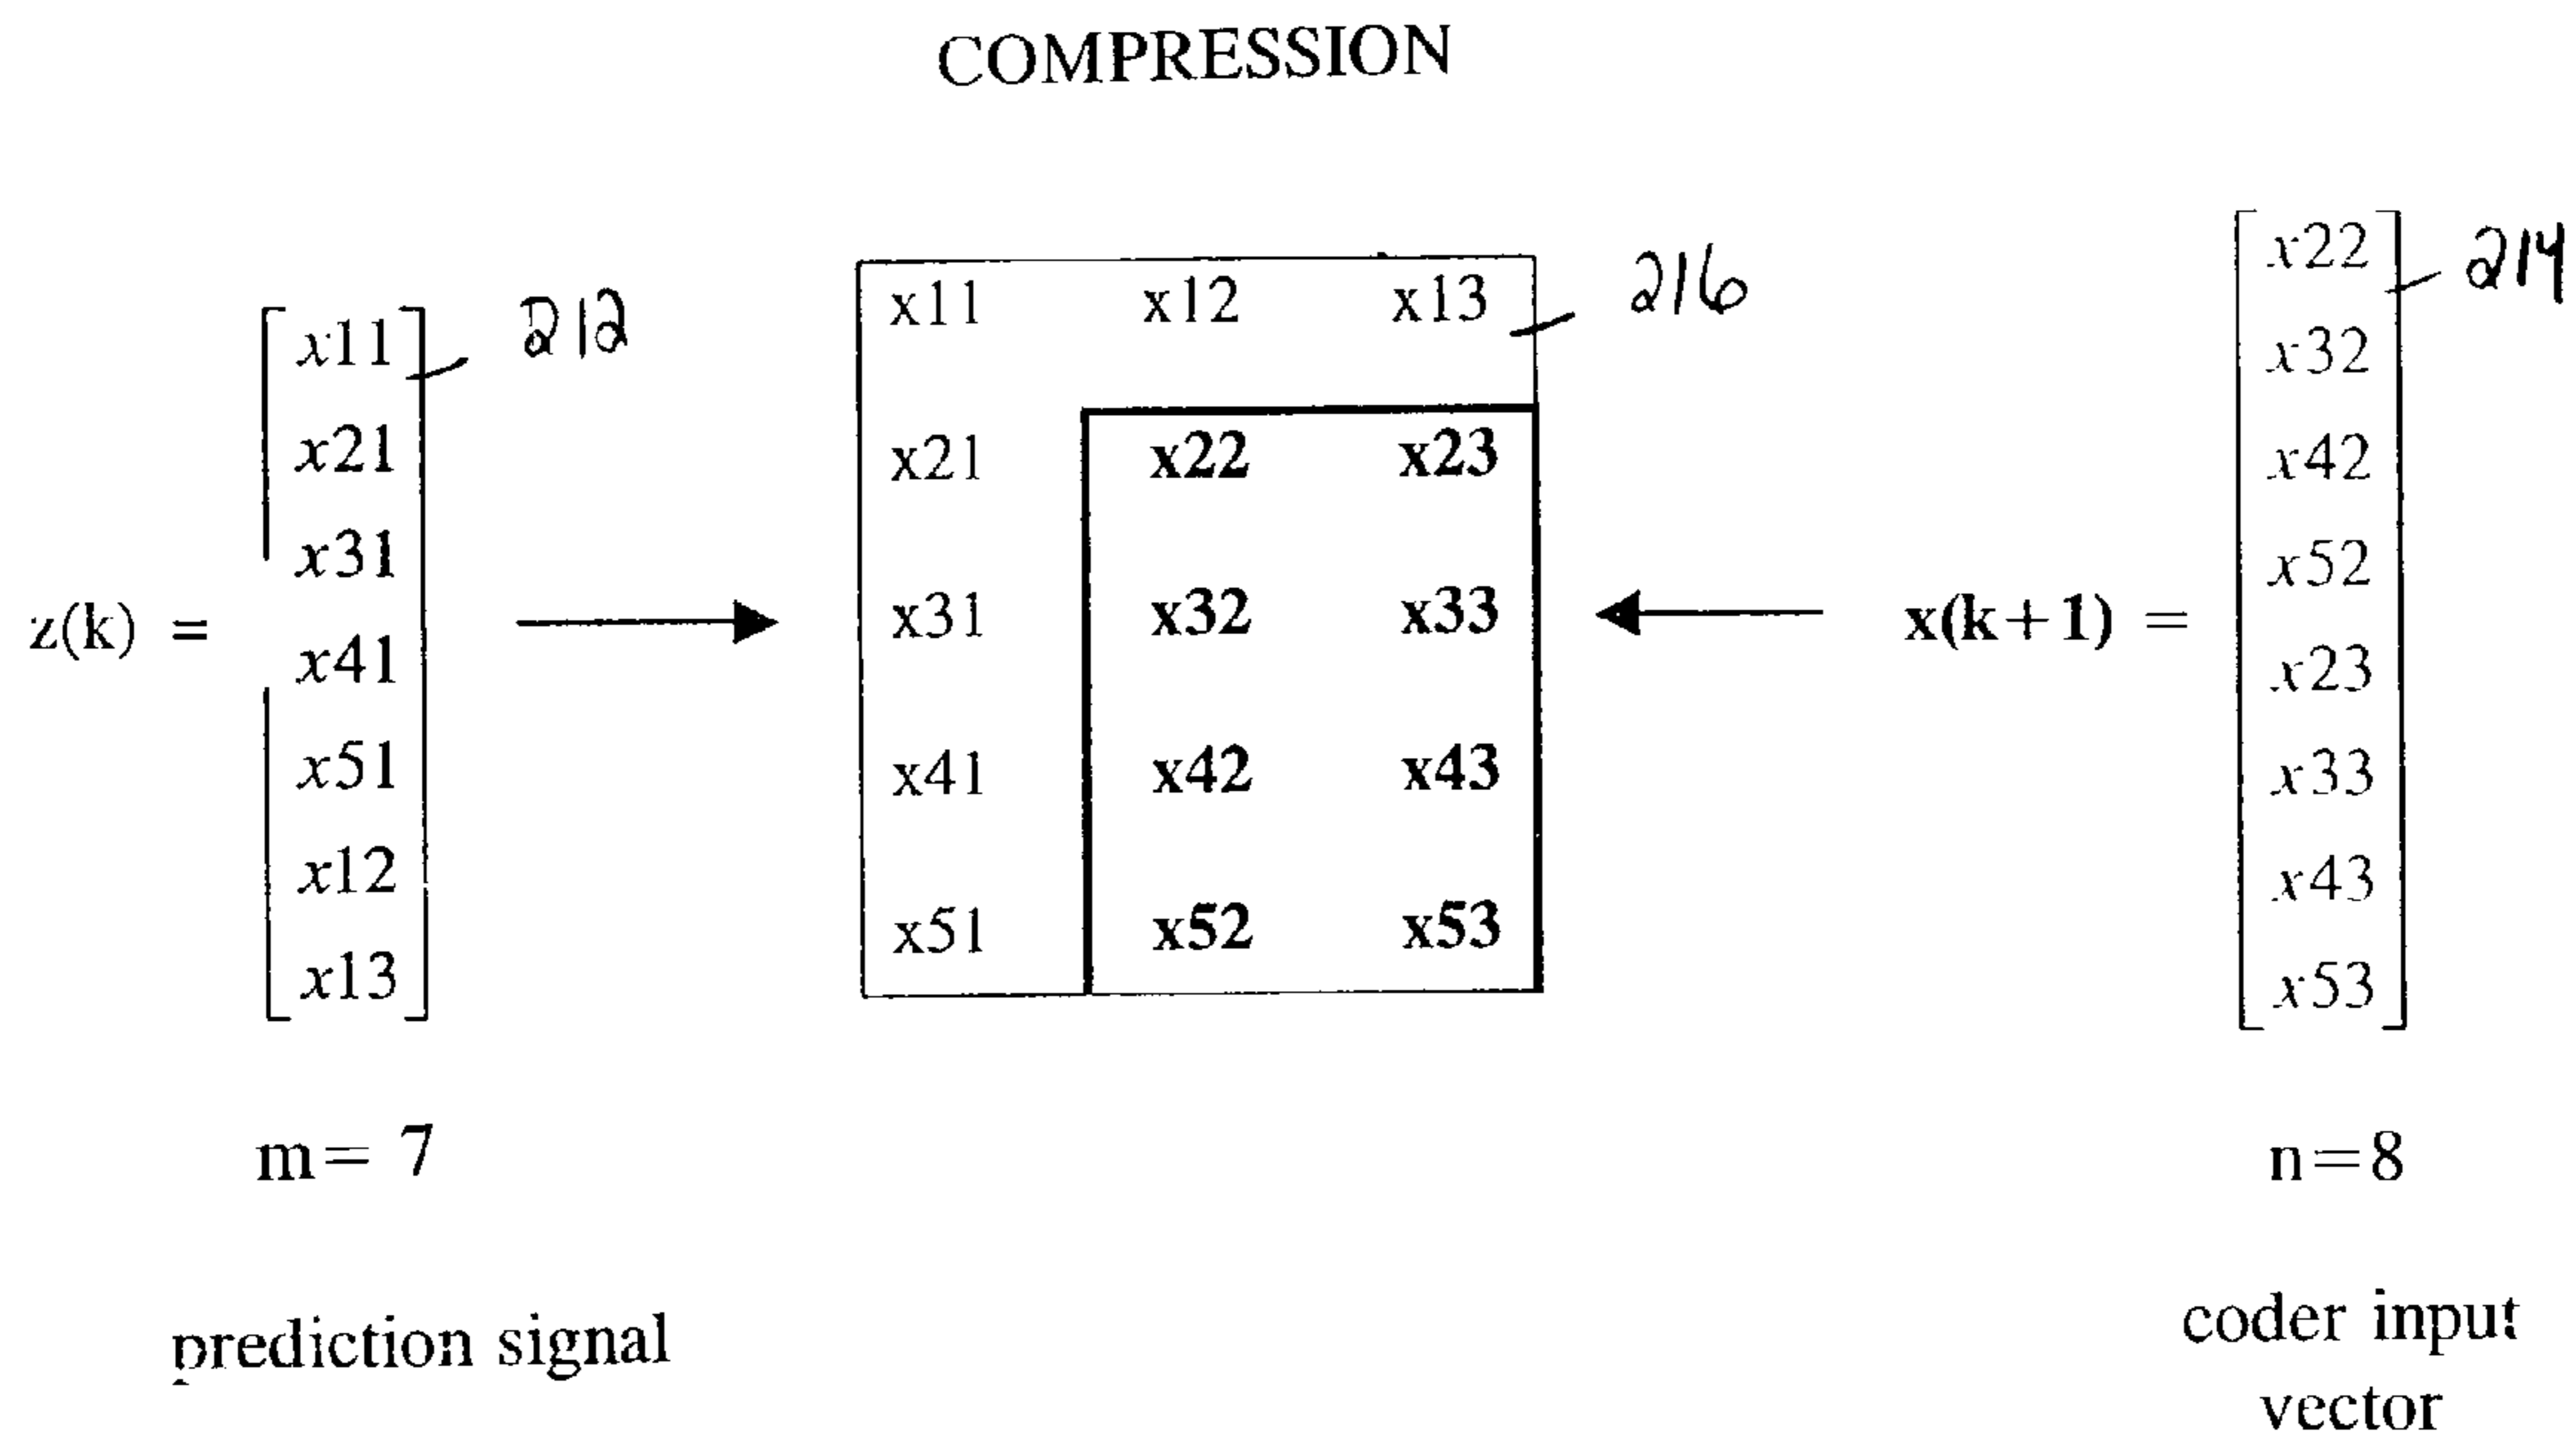 COMPRESSION
z(k) =
x11
x21
x31
x41
x51
x12
x13
212
m= 7
prediction signal
x11 x12 x13
x21 x22 x23
x31 x32 x33
x41 x42 x43
x51 x52 x53
216
x(k+1) =
x22
x32
x42
x52
x23
x33
x43
x53
214
n=8
coder input
vector